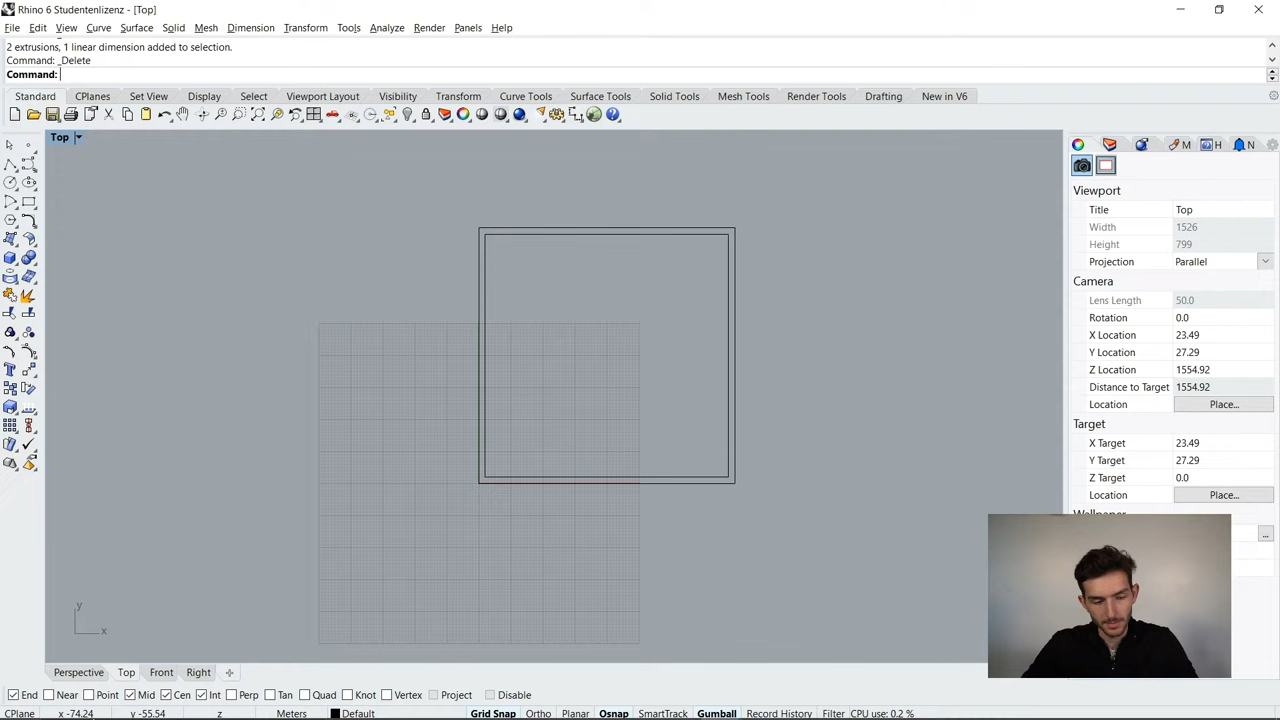 Rhino 6 Studentenlizenz - [Top]
File Edit View Curve Surface Solid Mesh Dimension Transform Tools Analyze Render Panels Help
2 extrusions, 1 linear dimension added to selection.
Command: _Delete
Command:
Standard CPlanes Set View Display Select Viewport Layout Visibility Transform Curve Tools Surface Tools Solid Tools Mesh Tools Render Tools Drafting New in V6
Top
M H N
Viewport
Title Top
Width 1526
Height 799
Projection Parallel
Camera
Lens Length 50.0
Rotation 0.0
X Location 23.49
Y Location 27.29
Z Location 1554.92
Distance to Target 1554.92
Location Place...
Target
X Target 23.49
Y Target 27.29
Z Target 0.0
Location Place...
Wallpaper
...
y
x
Perspective Top Front Right
End Near Point Mid Cen Int Perp Tan Quad Knot Vertex Project Disable
CPlane x -74.24 y -55.54 z Meters Default Grid Snap Ortho Planar Osnap SmartTrack Gumball Record History Filter CPU use: 0.2 %